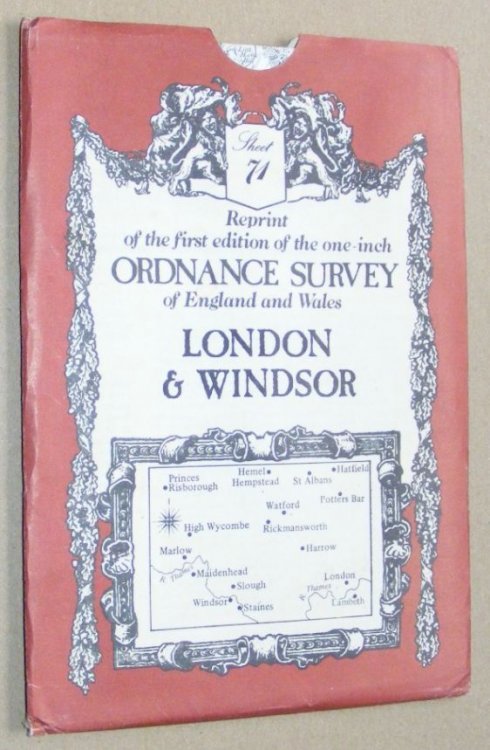 Sheet
71
Reprint
of the first edition of the one-inch
ORDNANCE SURVEY
of England and Wales
LONDON
& WINDSOR
Princes
Risborough
Hemel
Hempstead
St Albans
Hatfield
Potters Bar
Watford
High Wycombe
Rickmansworth
Harrow
Marlow
R Thames
Maidenhead
Slough
Windsor
Staines
R Thames
London
Lambeth